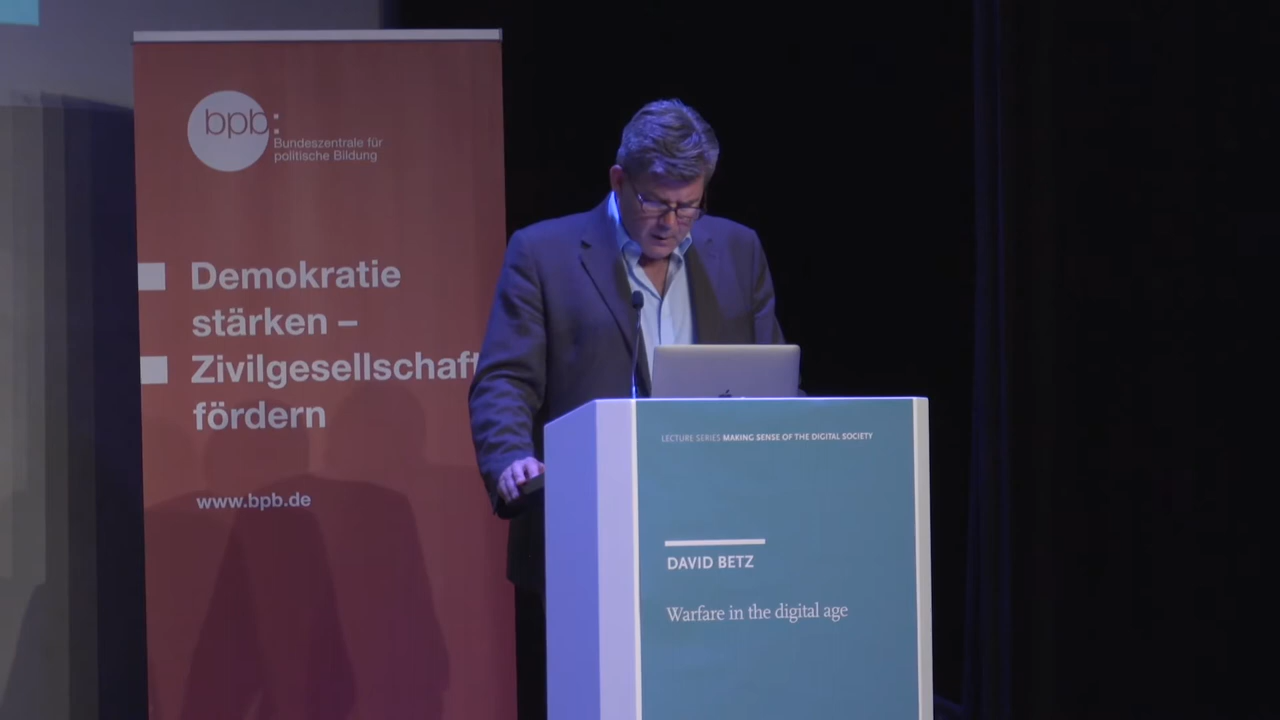 bpb:
Bundeszentrale für
politische Bildung
Demokratie
stärken –
Zivilgesellschaft
fördern
www.bpb.de
LECTURE SERIES MAKING SENSE OF THE DIGITAL SOCIETY
DAVID BETZ
Warfare in the digital age